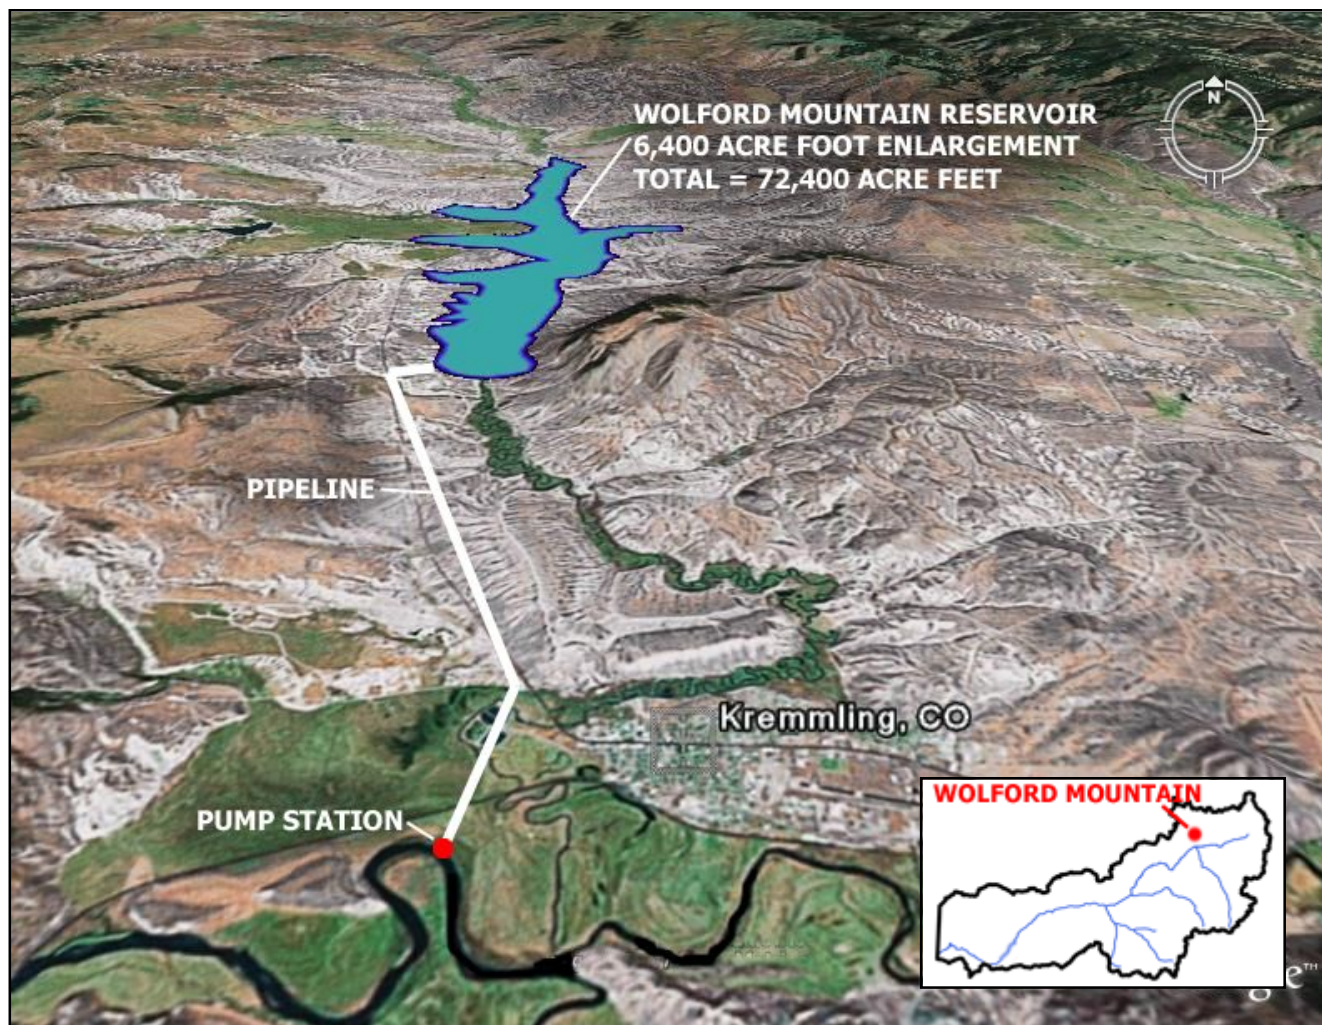 N
WOLFORD MOUNTAIN RESERVOIR
6,400 ACRE FOOT ENLARGEMENT
TOTAL = 72,400 ACRE FEET
PIPELINE
Kremmling, CO
PUMP STATION
WOLFORD MOUNTAIN